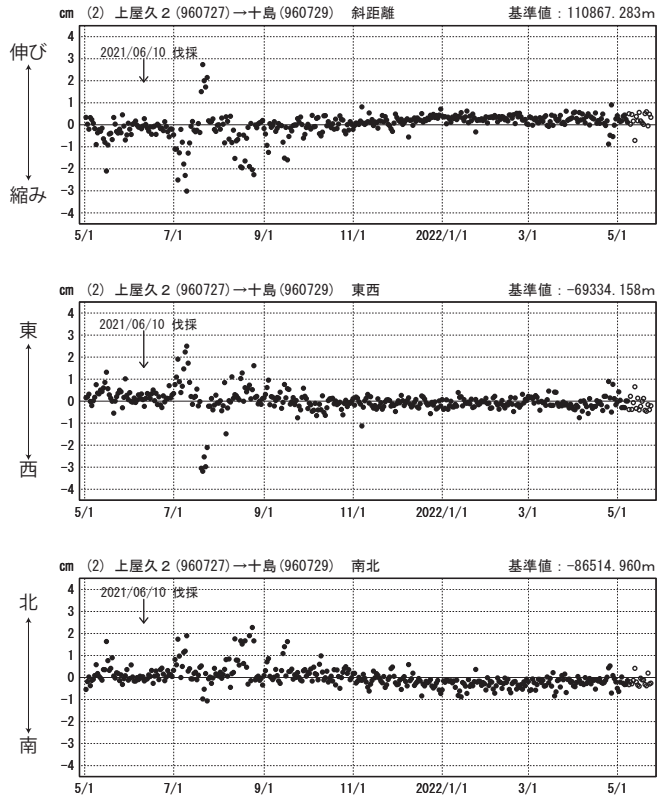 cm (2) 上屋久2(960727)→十島(960729) 斜距離 基準値:110867.283m
伸び
縮み
2021/06/10 伐採
4
3
2
1
0
-1
-2
-3
-4
5/1 7/1 9/1 11/1 2022/1/1 3/1 5/1
cm (2) 上屋久2(960727)→十島(960729) 東西 基準値:-69334.158m
東
西
2021/06/10 伐採
4
3
2
1
0
-1
-2
-3
-4
5/1 7/1 9/1 11/1 2022/1/1 3/1 5/1
cm (2) 上屋久2(960727)→十島(960729) 南北 基準値:-86514.960m
北
南
2021/06/10 伐採
4
3
2
1
0
-1
-2
-3
-4
5/1 7/1 9/1 11/1 2022/1/1 3/1 5/1